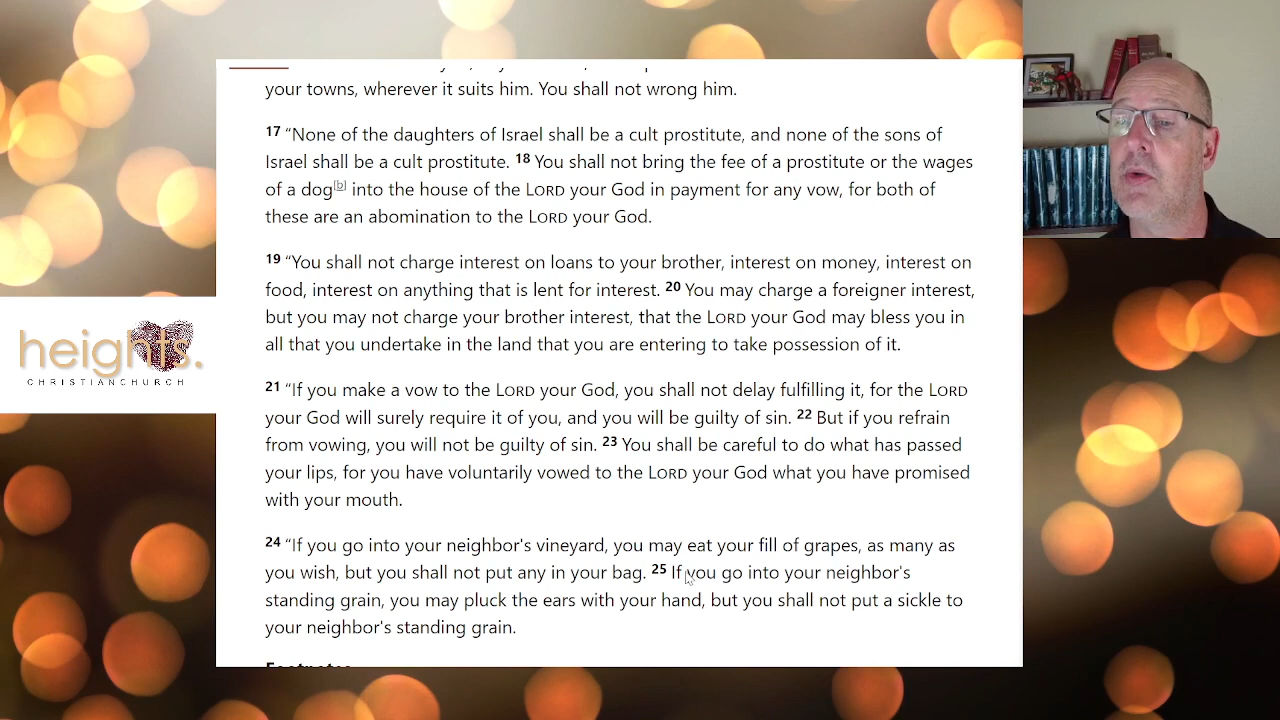 your towns, wherever it suits him. You shall not wrong him.
17 “None of the daughters of Israel shall be a cult prostitute, and none of the sons of
Israel shall be a cult prostitute. 18 You shall not bring the fee of a prostitute or the wages
of a dog[b] into the house of the LORD your God in payment for any vow, for both of
these are an abomination to the LORD your God.
19 “You shall not charge interest on loans to your brother, interest on money, interest on
food, interest on anything that is lent for interest. 20 You may charge a foreigner interest,
but you may not charge your brother interest, that the LORD your God may bless you in
all that you undertake in the land that you are entering to take possession of it.
21 “If you make a vow to the LORD your God, you shall not delay fulfilling it, for the LORD
your God will surely require it of you, and you will be guilty of sin. 22 But if you refrain
from vowing, you will not be guilty of sin. 23 You shall be careful to do what has passed
your lips, for you have voluntarily vowed to the LORD your God what you have promised
with your mouth.
24 “If you go into your neighbor's vineyard, you may eat your fill of grapes, as many as
you wish, but you shall not put any in your bag. 25 If you go into your neighbor's
standing grain, you may pluck the ears with your hand, but you shall not put a sickle to
your neighbor's standing grain.
Footnotes
heights.
CHRISTIANCHURCH